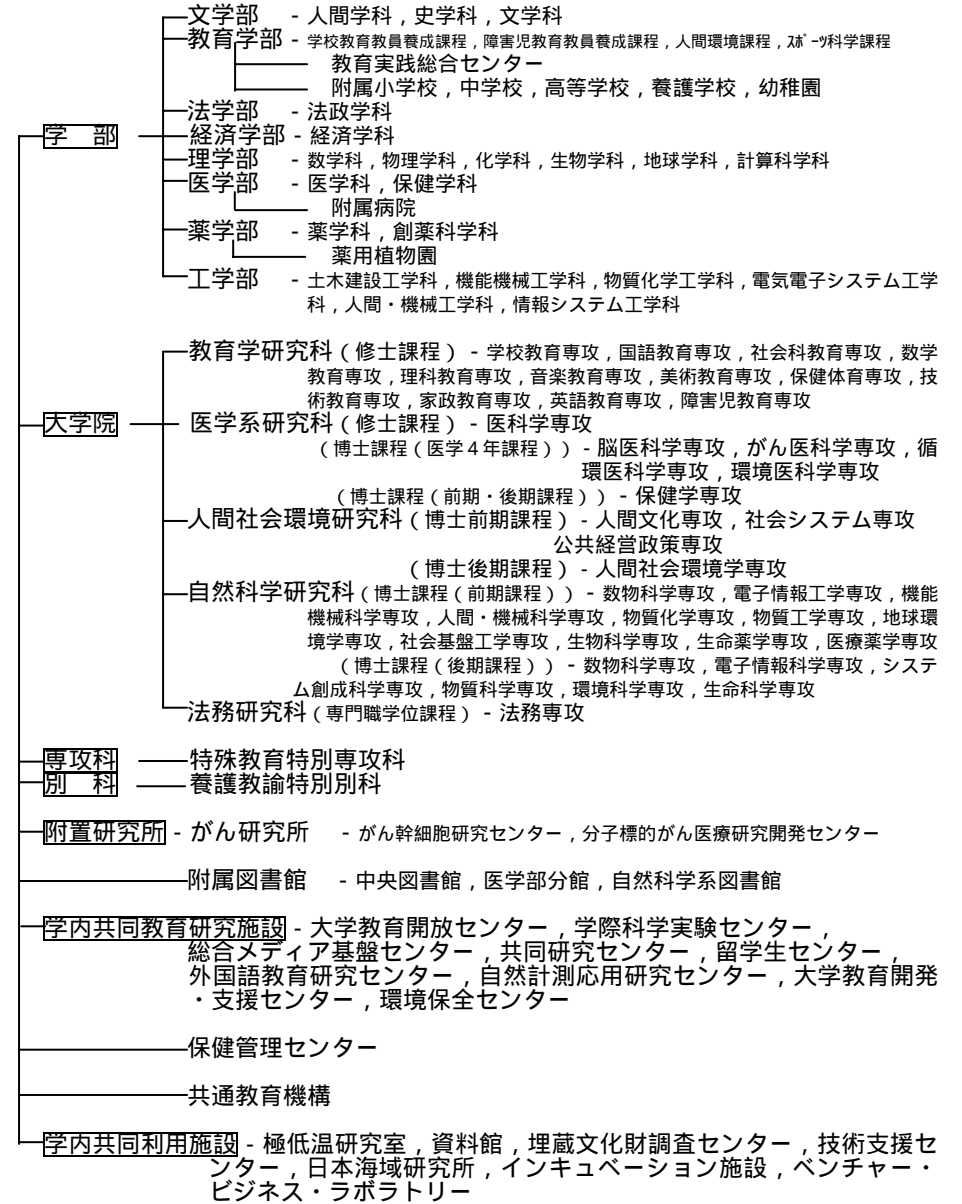 文学部 - 人間学科，史学科，文学科
教育学部 - 学校教育教員養成課程，障害児教育教員養成課程，人間環境課程，ｽﾎﾟｰﾂ科学課程
教育実践総合センター
附属小学校，中学校，高等学校，養護学校，幼稚園
法学部 - 法政学科
学 部 経済学部 - 経済学科
理学部 - 数学科，物理学科，化学科，生物学科，地球学科，計算科学科
医学部 - 医学科，保健学科
附属病院
薬学部 - 薬学科，創薬科学科
薬用植物園
工学部 - 土木建設工学科，機能機械工学科，物質化学工学科，電気電子システム工学
科，人間・機械工学科，情報システム工学科
教育学研究科（修士課程） - 学校教育専攻，国語教育専攻，社会科教育専攻，数学
教育専攻，理科教育専攻，音楽教育専攻，美術教育専攻，保健体育専攻，技
術教育専攻，家政教育専攻，英語教育専攻，障害児教育専攻
大学院 医学系研究科（修士課程） - 医科学専攻
（博士課程（医学４年課程）） - 脳医科学専攻，がん医科学専攻，循
環医科学専攻，環境医科学専攻
（博士課程（前期・後期課程）） - 保健学専攻
人間社会環境研究科（博士前期課程） - 人間文化専攻，社会システム専攻
公共経営政策専攻
（博士後期課程） - 人間社会環境学専攻
自然科学研究科（博士課程（前期課程）） - 数物科学専攻，電子情報工学専攻，機能
機械科学専攻，人間・機械科学専攻，物質化学専攻，物質工学専攻，地球環
境学専攻，社会基盤工学専攻，生物科学専攻，生命薬学専攻，医療薬学専攻
（博士課程（後期課程）） - 数物科学専攻，電子情報科学専攻，システ
ム創成科学専攻，物質科学専攻，環境科学専攻，生命科学専攻
法務研究科（専門職学位課程） - 法務専攻
専攻科 特殊教育特別専攻科
別 科 養護教諭特別別科
附置研究所 - がん研究所 - がん幹細胞研究センター，分子標的がん医療研究開発センター
附属図書館 - 中央図書館，医学部分館，自然科学系図書館
学内共同教育研究施設 - 大学教育開放センター，学際科学実験センター，
総合メディア基盤センター，共同研究センター，留学生センター，
外国語教育研究センター，自然計測応用研究センター，大学教育開発
・支援センター，環境保全センター
保健管理センター
共通教育機構
学内共同利用施設 - 極低温研究室，資料館，埋蔵文化財調査センター，技術支援セ
ンター，日本海域研究所，インキュベーション施設，ベンチャー・
ビジネス・ラボラトリー